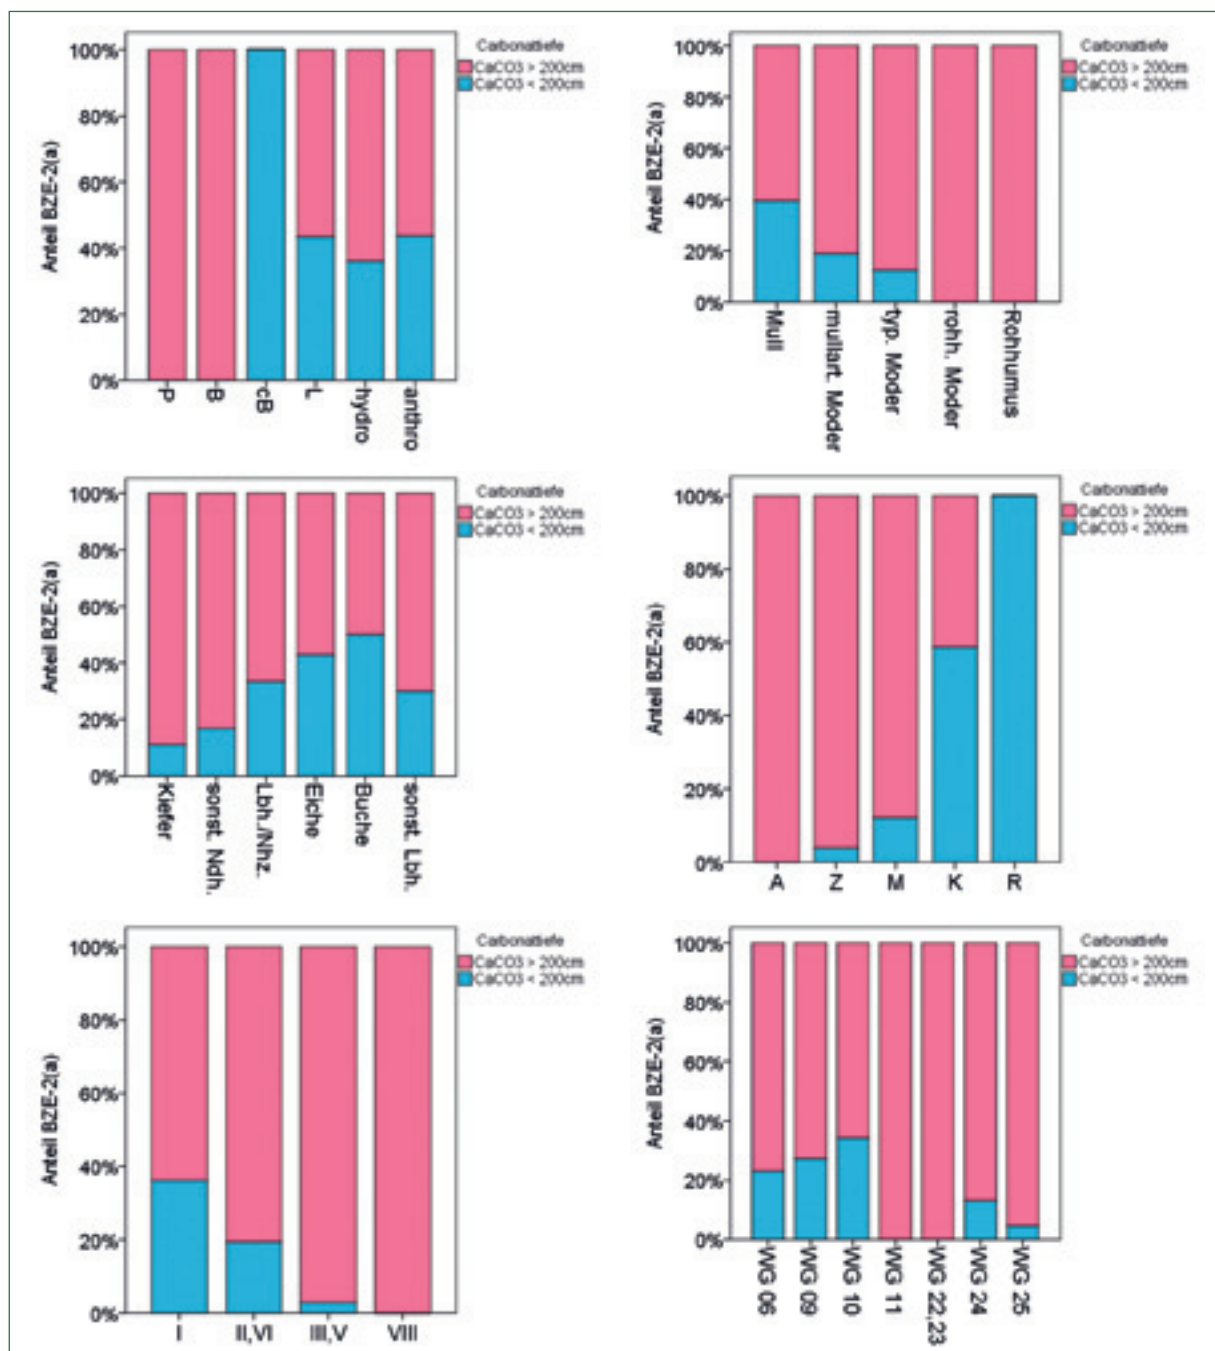 Carbonattiefe
CaCO3 > 200cm
CaCO3 < 200cm
Anteil BZE-2(a)
100%
80%
60%
40%
20%
0%
P
B
cB
L
hydro
anthro
Carbonattiefe
CaCO3 > 200cm
CaCO3 < 200cm
Anteil BZE-2(a)
100%
80%
60%
40%
20%
0%
Mull
mullart. Moder
typ. Moder
rohh. Moder
Rohhumus
Carbonattiefe
CaCO3 > 200cm
CaCO3 < 200cm
Anteil BZE-2(a)
100%
80%
60%
40%
20%
0%
Kiefer
sonst. Ndh.
Lbh./Nhz.
Eiche
Buche
sonst. Lbh.
Carbonattiefe
CaCO3 > 200cm
CaCO3 < 200cm
Anteil BZE-2(a)
100%
80%
60%
40%
20%
0%
A
Z
M
K
R
Carbonattiefe
CaCO3 > 200cm
CaCO3 < 200cm
Anteil BZE-2(a)
100%
80%
60%
40%
20%
0%
I
II,VI
III,V
VIII
Carbonattiefe
CaCO3 > 200cm
CaCO3 < 200cm
Anteil BZE-2(a)
100%
80%
60%
40%
20%
0%
WG 06
WG 09
WG 10
WG 11
WG 22,23
WG 24
WG 25